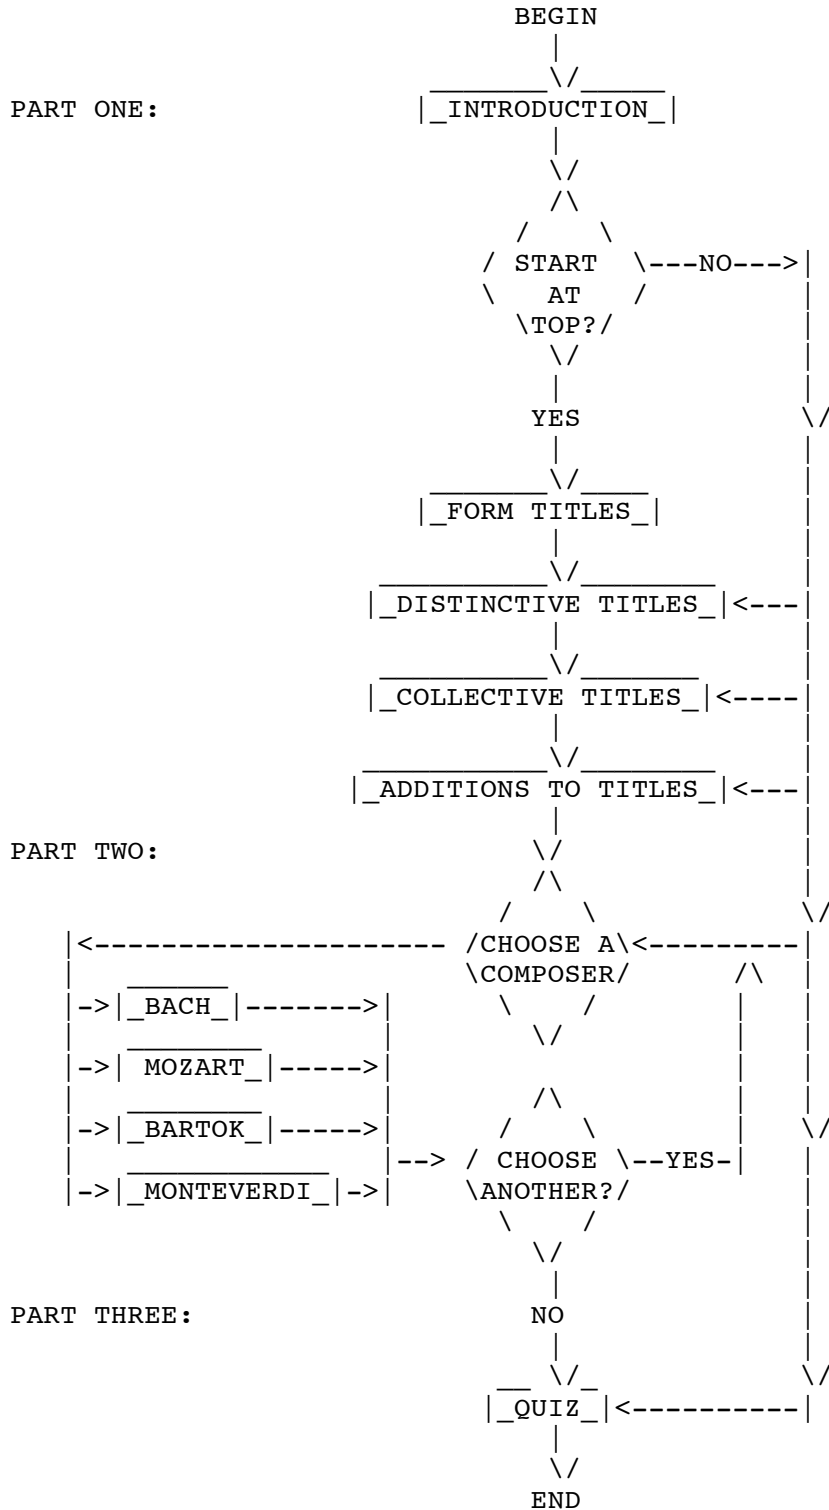 BEGIN
PART ONE: INTRODUCTION
START ---NO--->
AT
TOP?
YES
FORM TITLES
DISTINCTIVE TITLES
COLLECTIVE TITLES
ADDITIONS TO TITLES
PART TWO:
CHOOSE A
COMPOSER
BACH
MOZART
BARTOK
CHOOSE --YES-
MONTEVERDI ANOTHER?
PART THREE: NO
QUIZ
END